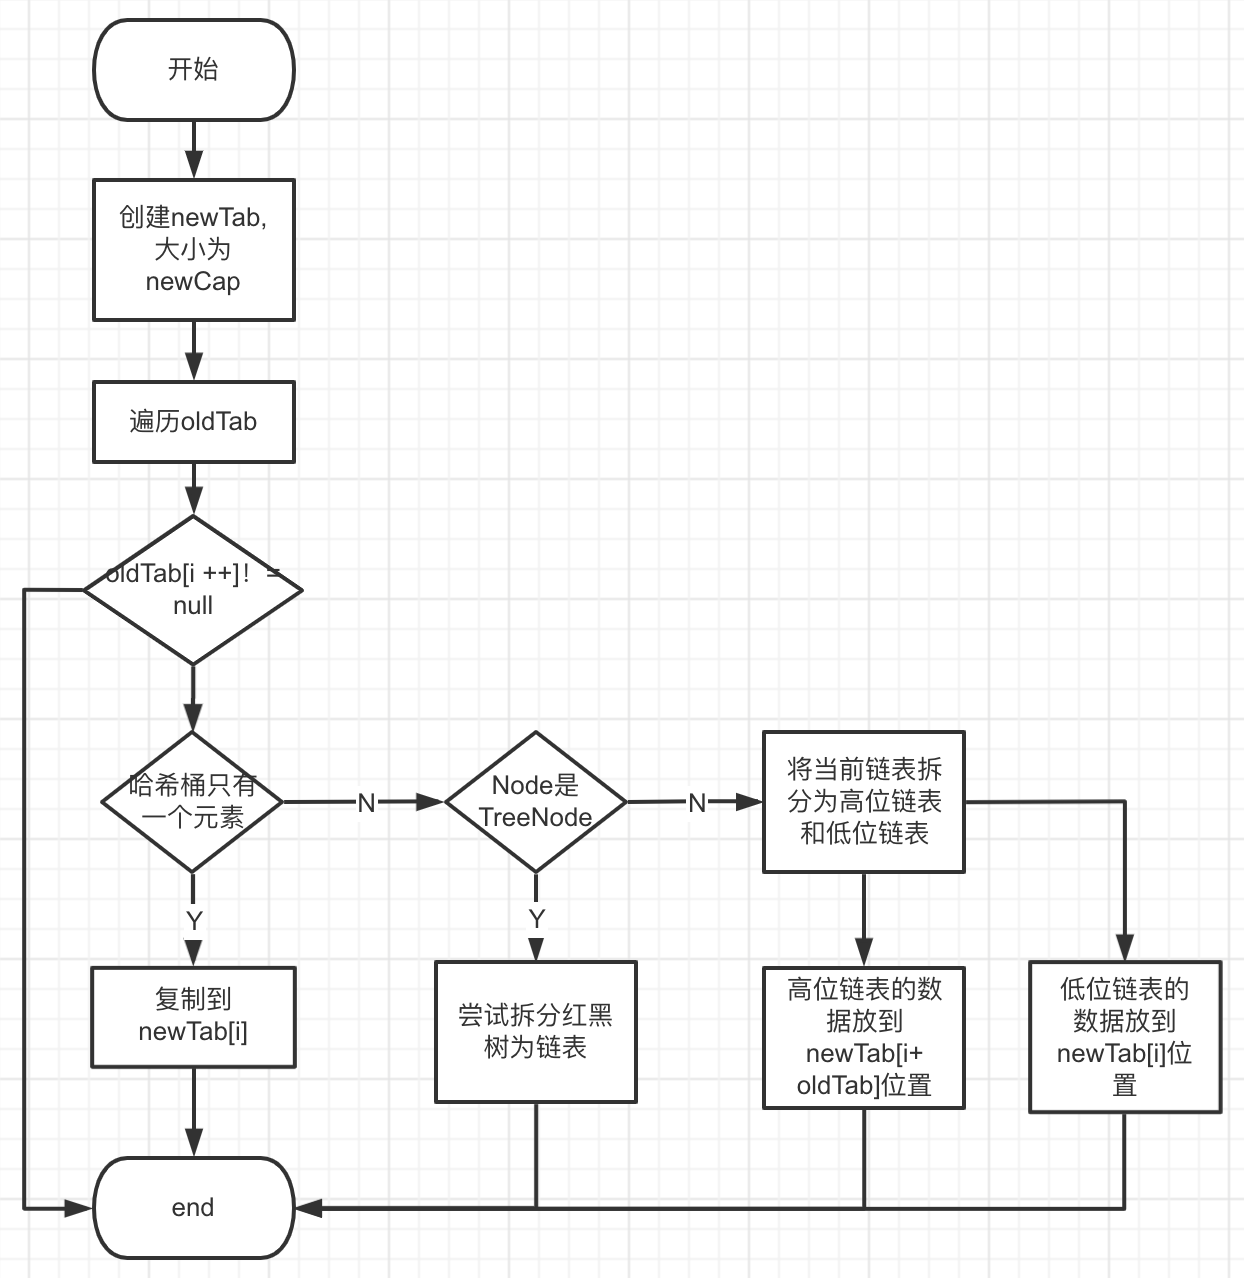 开始
创建newTab,
大小为
newCap
遍历oldTab
oldTab[i ++]！=
null
哈希桶只有
一个元素
N
Node是
TreeNode
N
将当前链表拆
分为高位链表
和低位链表
Y
Y
复制到
newTab[i]
尝试拆分红黑
树为链表
高位链表的数
据放到
newTab[i+
oldTab]位置
低位链表的
数据放到
newTab[i]位
置
end